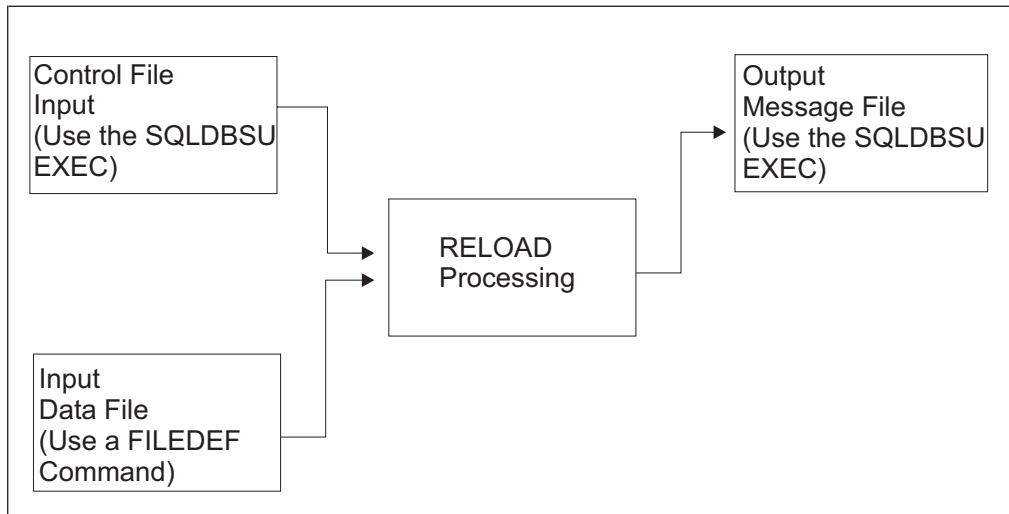 Control File
Input
(Use the SQLDBSU
EXEC)
Output
Message File
(Use the SQLDBSU
EXEC)
RELOAD
Processing
Input
Data File
(Use a FILEDEF
Command)